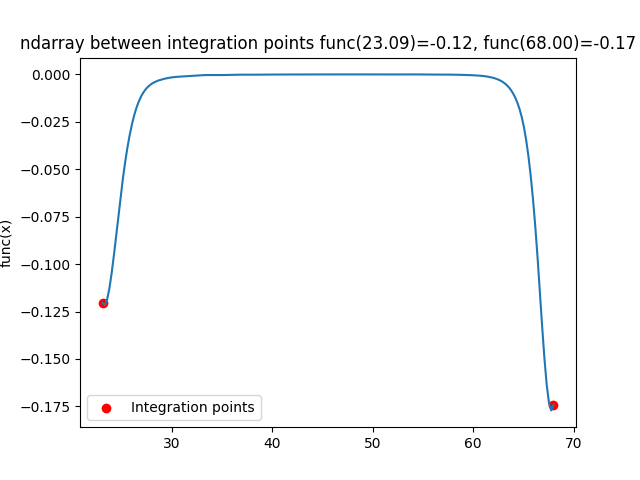 ndarray between integration points func(23.09)=-0.12, func(68.00)=-0.17
func(x)
0.000
-0.025
-0.050
-0.075
-0.100
-0.125
-0.150
-0.175
Integration points
30 40 50 60 70